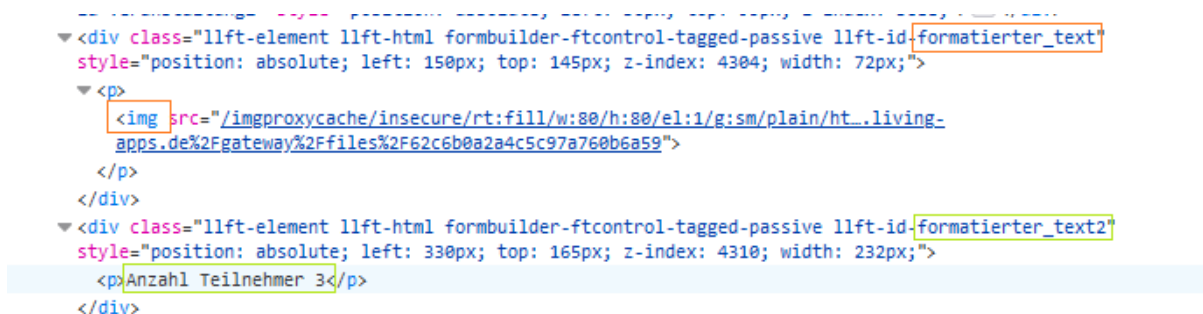 <div class="llft-element llft-html formbuilder-ftcontrol-tagged-passive llft-id-formatierter_text"
style="position: absolute; left: 150px; top: 145px; z-index: 4304; width: 72px;">
<p>
<img src="/imgproxycache/insecure/rt:fill/w:80/h:80/el:1/g:sm/plain/ht….living-
apps.de%2Fgateway%2Ffiles%2F62c6b0a2a4c5c97a760b6a59">
</p>
</div>
<div class="llft-element llft-html formbuilder-ftcontrol-tagged-passive llft-id-formatierter_text2"
style="position: absolute; left: 330px; top: 165px; z-index: 4310; width: 232px;">
<p>Anzahl Teilnehmer 3</p>
</div>